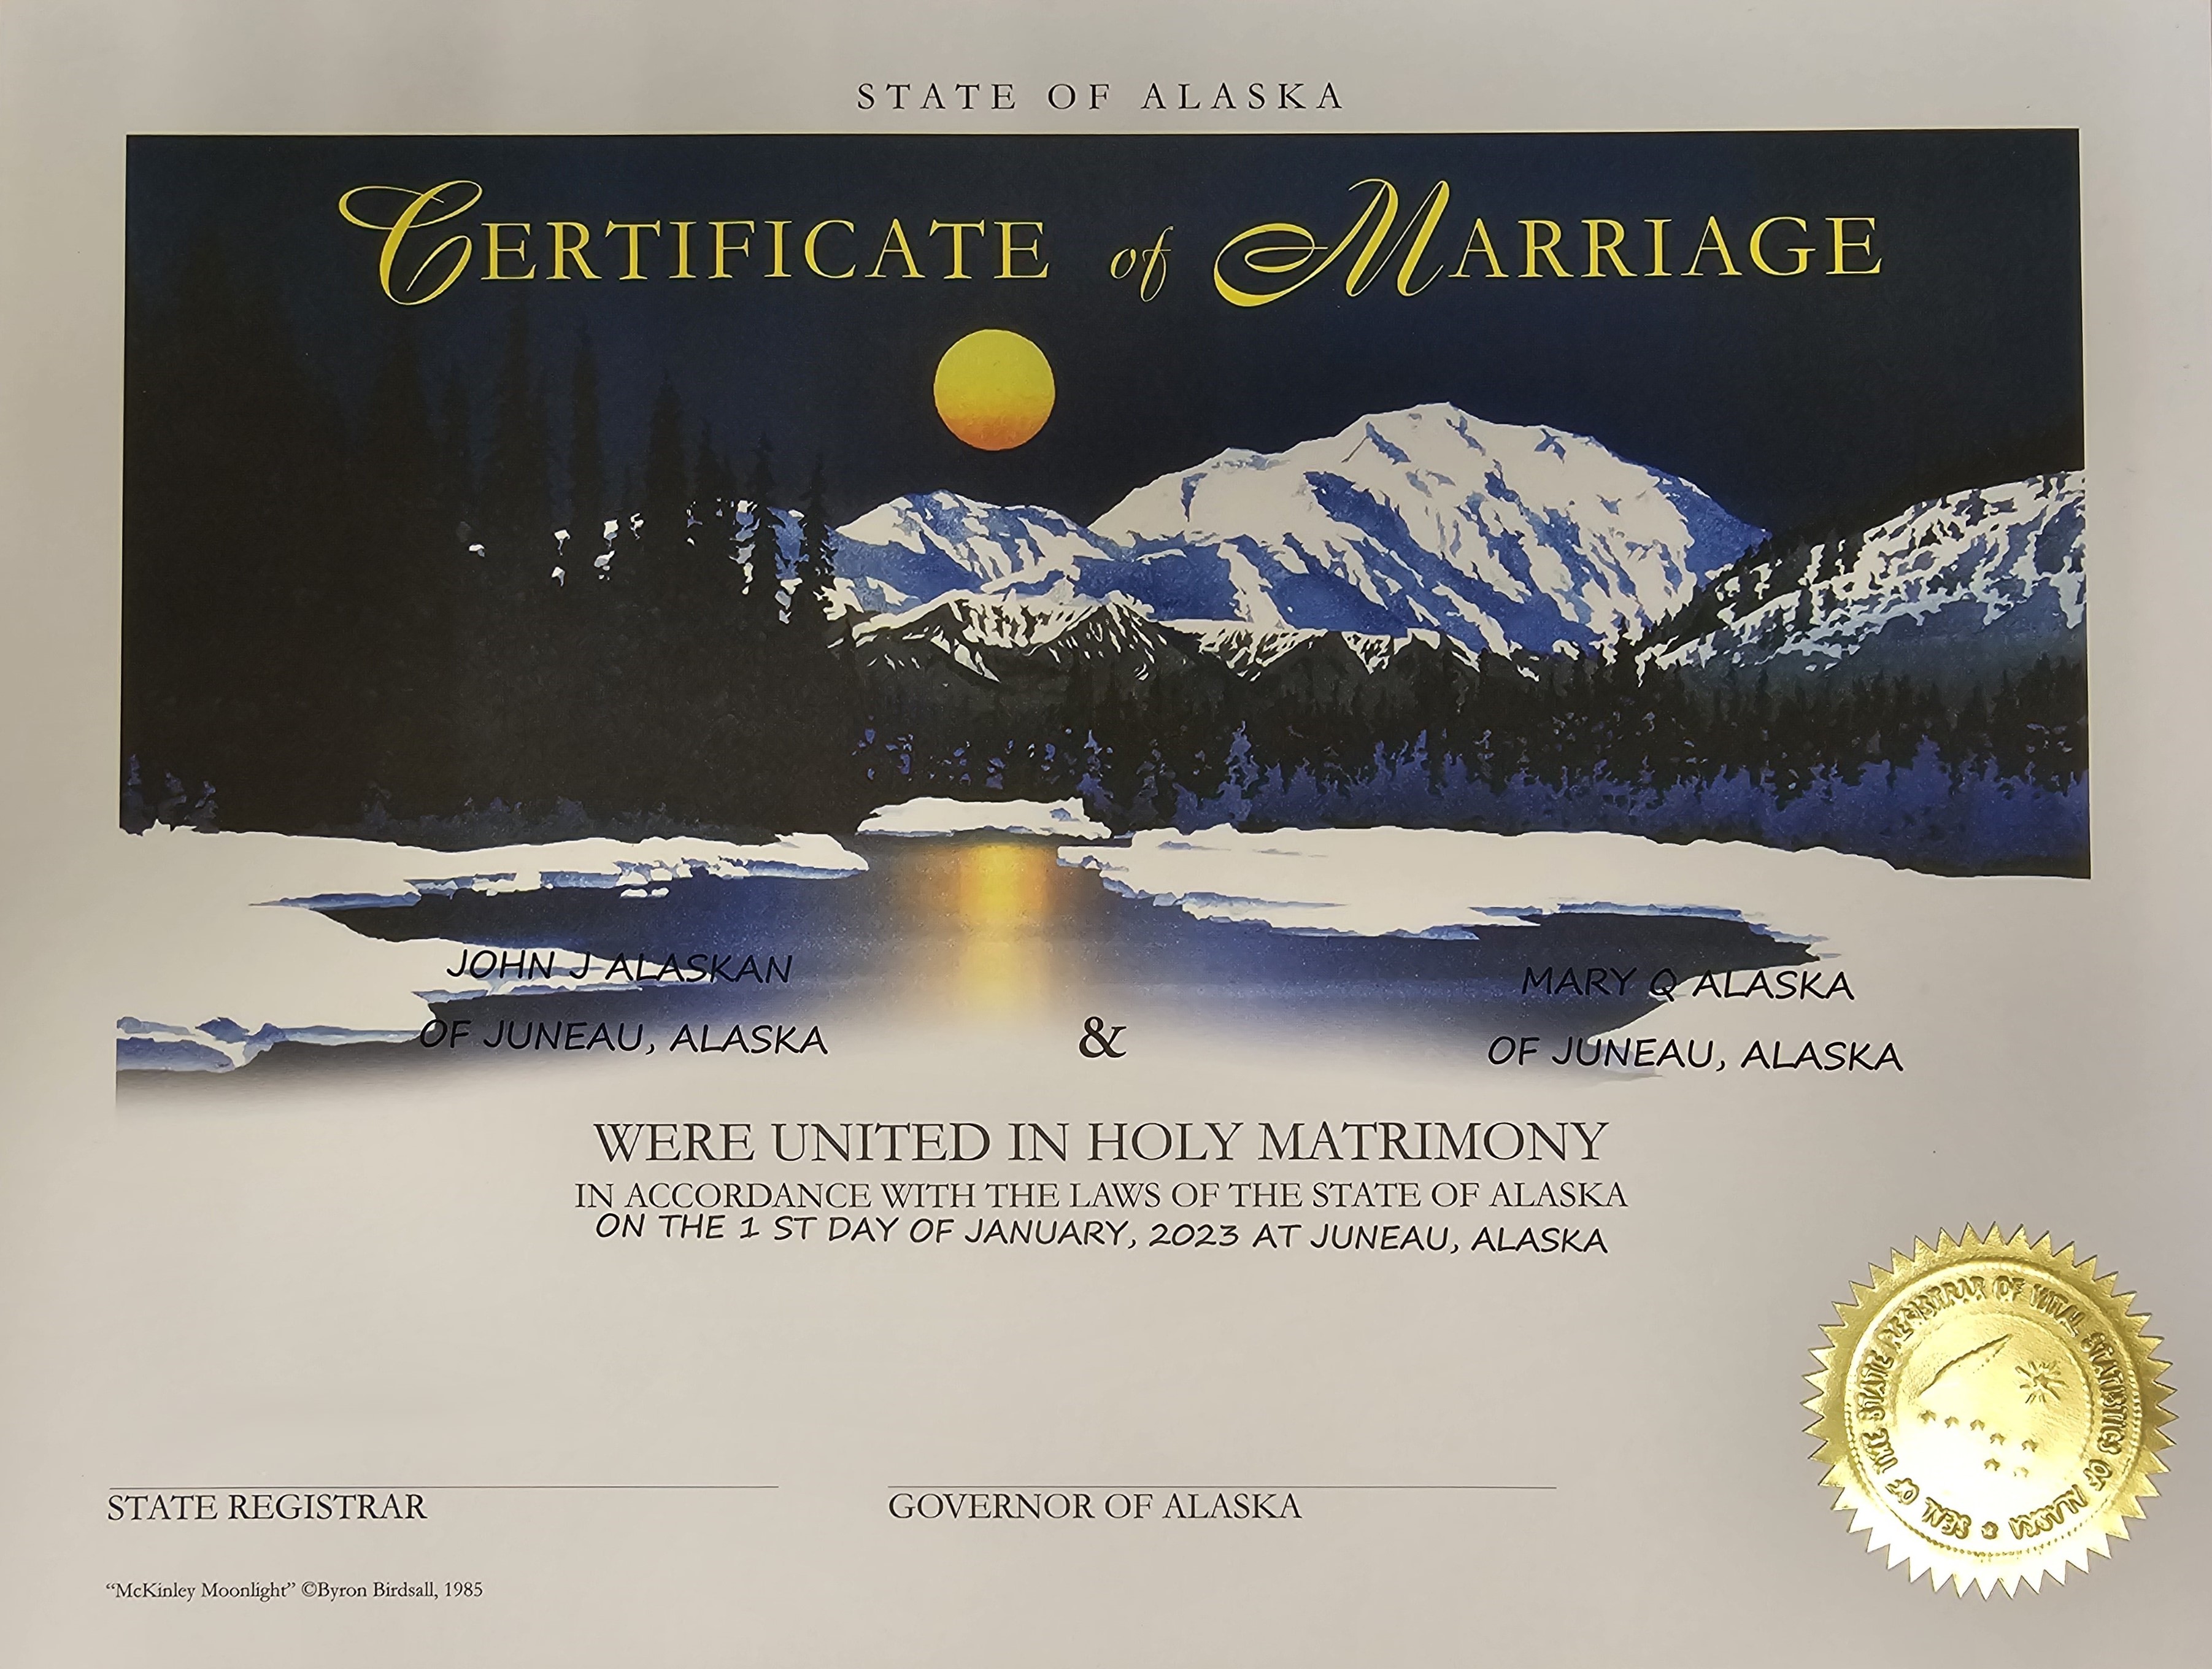 STATE OF ALASKA
CERTIFICATE of MARRIAGE
JOHN J ALASKAN
OF JUNEAU, ALASKA
&
MARY Q ALASKA
OF JUNEAU, ALASKA
WERE UNITED IN HOLY MATRIMONY
IN ACCORDANCE WITH THE LAWS OF THE STATE OF ALASKA
ON THE 1 ST DAY OF JANUARY, 2023 AT JUNEAU, ALASKA
SEAL OF THE STATE REGISTRAR OF VITAL STATISTICS OF ALASKA
STATE REGISTRAR
GOVERNOR OF ALASKA
“McKinley Moonlight” ©Byron Birdsall, 1985